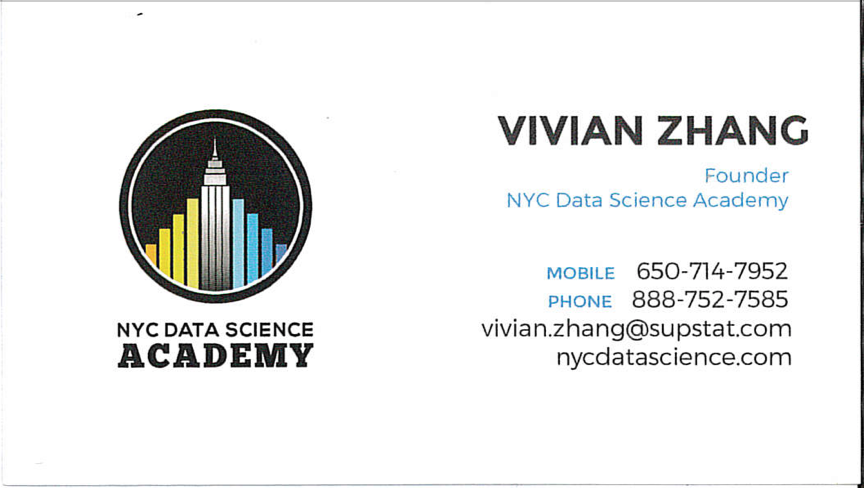 NYC DATA SCIENCE
ACADEMY
VIVIAN ZHANG
Founder
NYC Data Science Academy
MOBILE 650-714-7952
PHONE 888-752-7585
vivian.zhang@supstat.com
nycdatascience.com